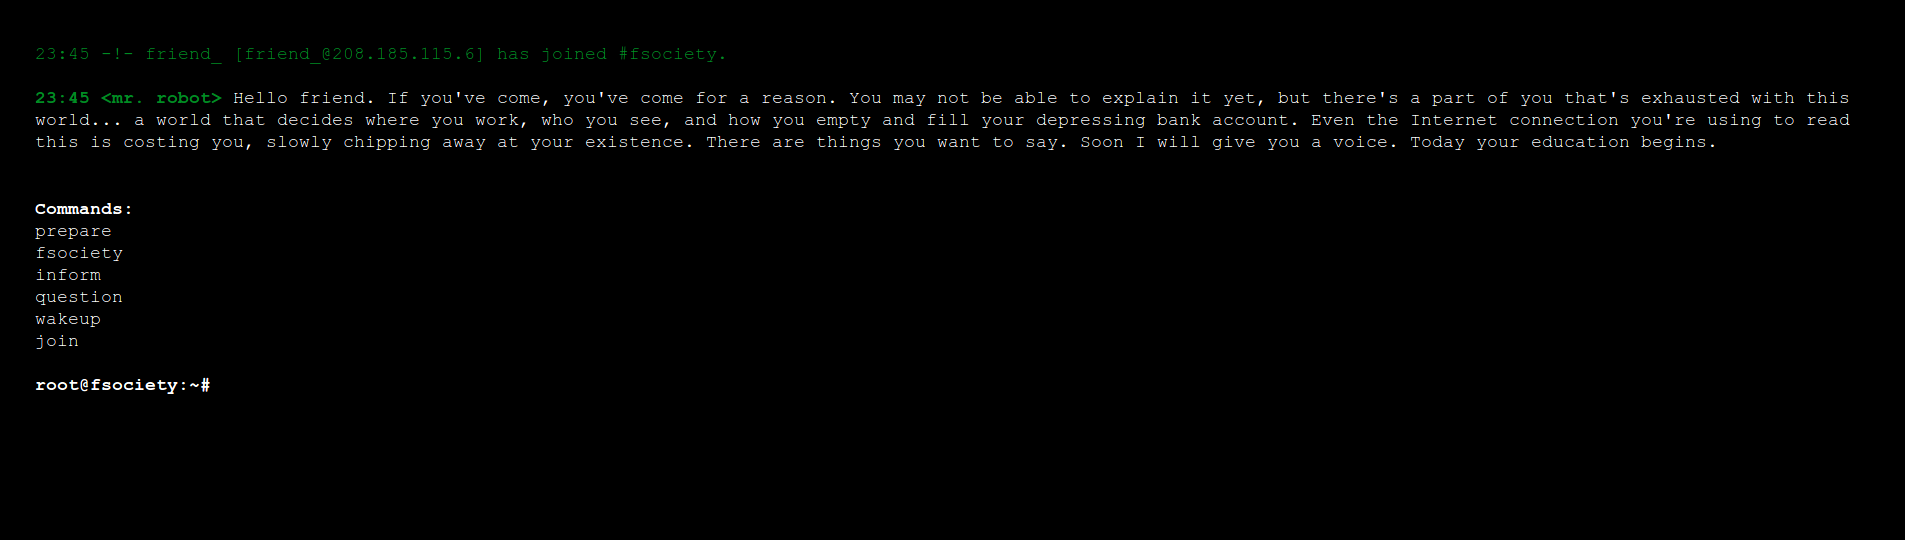 23:45 -!- friend_ [friend_@208.185.115.6] has joined #fsociety.
23:45 <mr. robot> Hello friend. If you've come, you've come for a reason. You may not be able to explain it yet, but there's a part of you that's exhausted with this
world... a world that decides where you work, who you see, and how you empty and fill your depressing bank account. Even the Internet connection you're using to read
this is costing you, slowly chipping away at your existence. There are things you want to say. Soon I will give you a voice. Today your education begins.
Commands:
prepare
fsociety
inform
question
wakeup
join
root@fsociety:~#